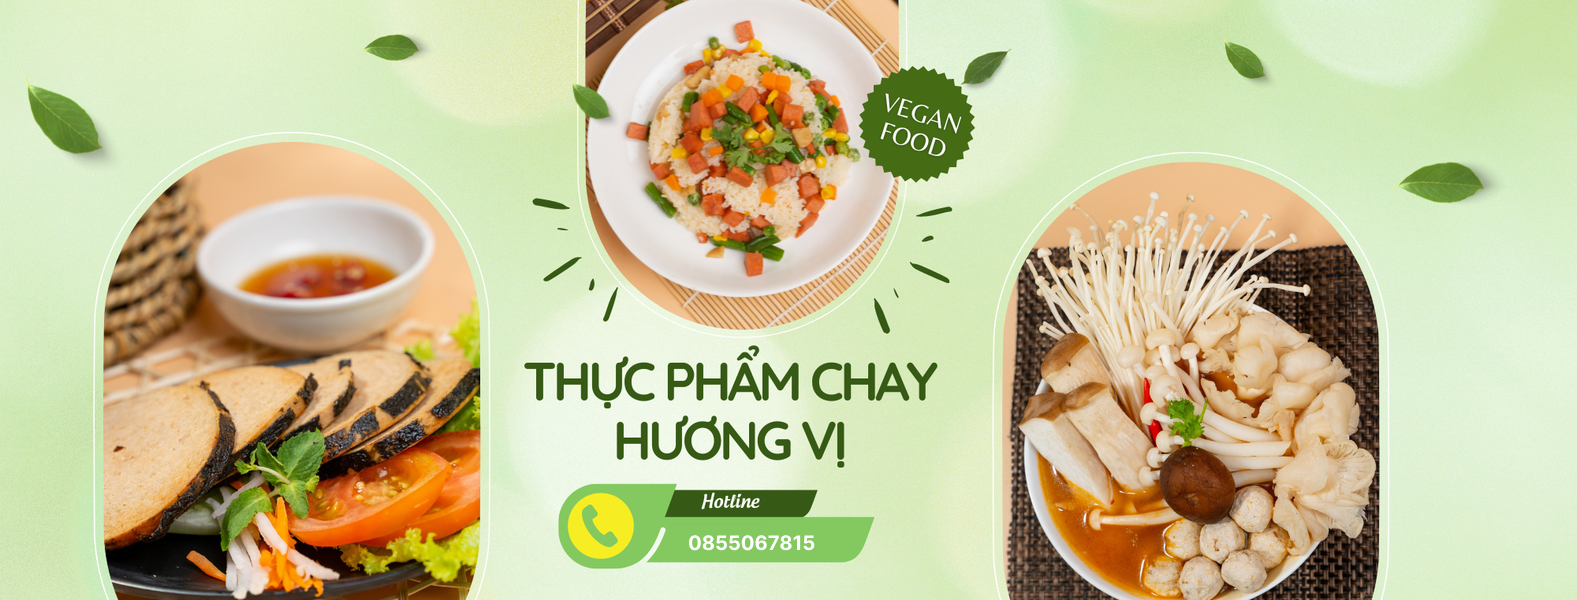 VEGAN
FOOD
THỰC PHẨM CHAY
HƯƠNG VỊ
Hotline
0855067815